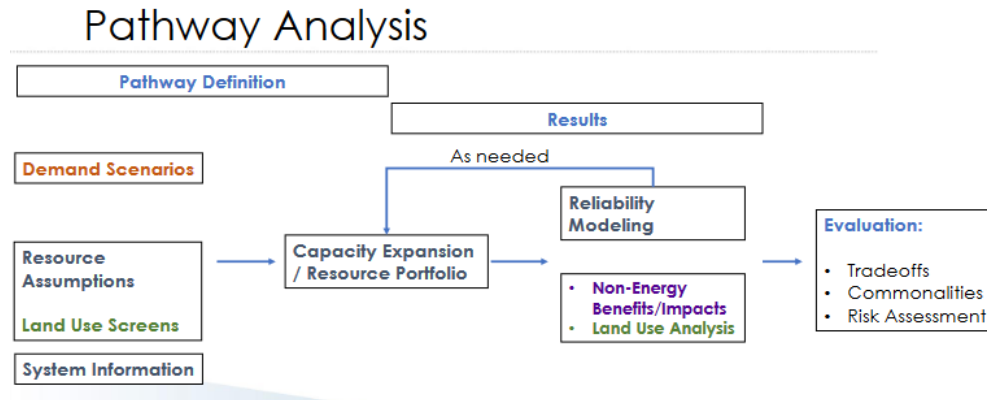 Pathway Analysis
Pathway Definition
Results
Demand Scenarios
As needed
Reliability
Modeling
Resource
Assumptions
Land Use Screens
Capacity Expansion
/ Resource Portfolio
• Non-Energy
Benefits/Impacts
• Land Use Analysis
Evaluation:
• Tradeoffs
• Commonalities
• Risk Assessment
System Information